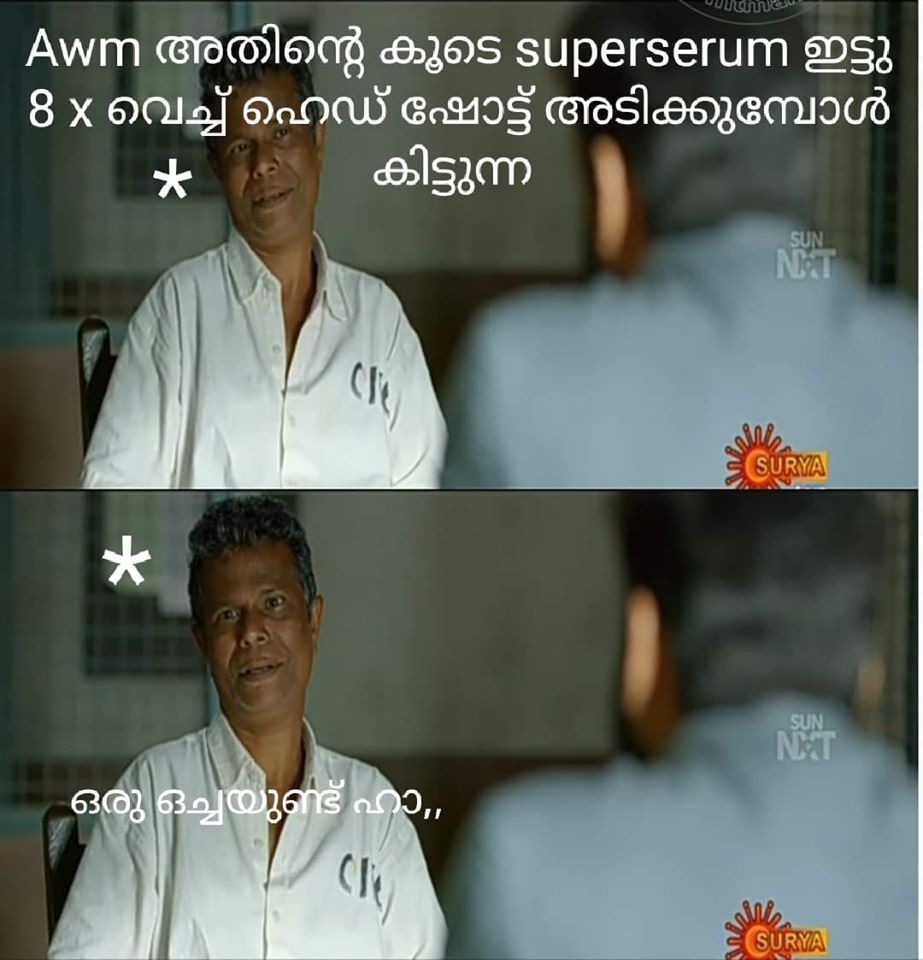 Awm അതിന്റെ കൂടെ superserum ഇട്ടു
8 x വെച്ച് ഹെഡ് ഷോട്ട് അടിക്കുമ്പോൾ
* കിട്ടുന്ന
SUN
NXT
SURYA
*
SUN
NXT
ഒരു ഒച്ചയുണ്ട് ഹാ,,
SURYA